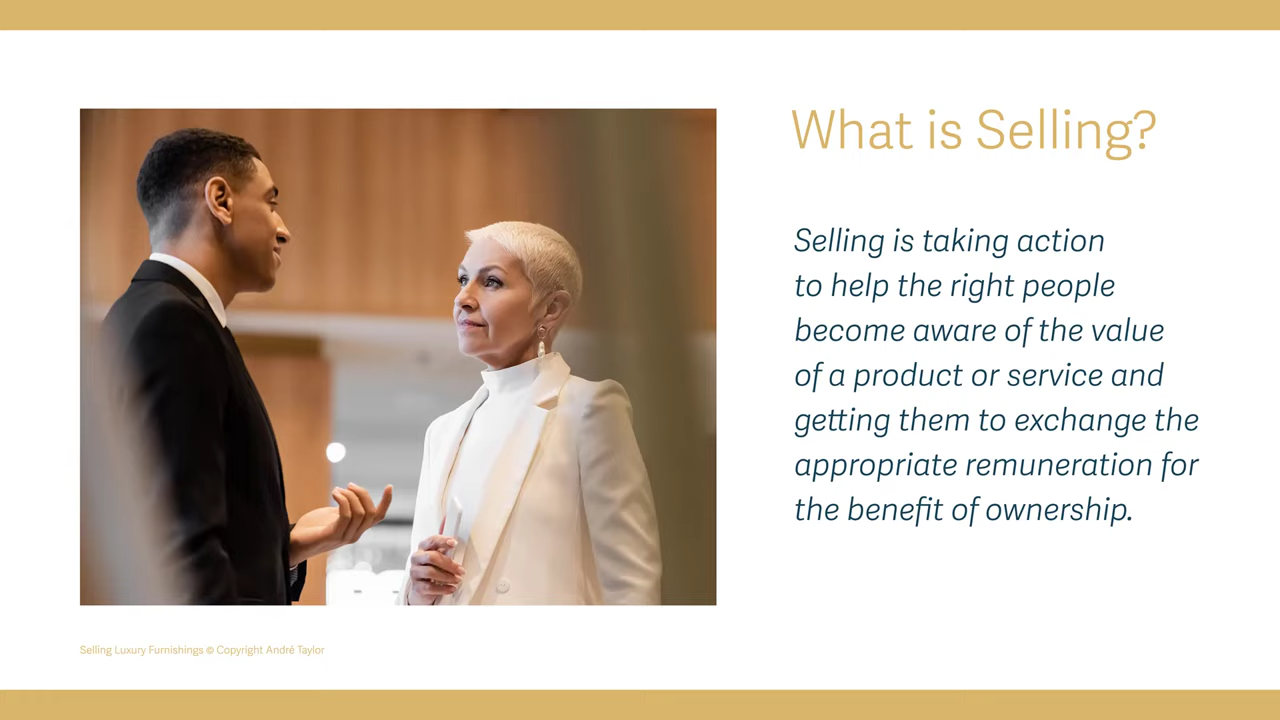 What is Selling?
Selling is taking action
to help the right people
become aware of the value
of a product or service and
getting them to exchange the
appropriate remuneration for
the benefit of ownership.
Selling Luxury Furnishings © Copyright André Taylor